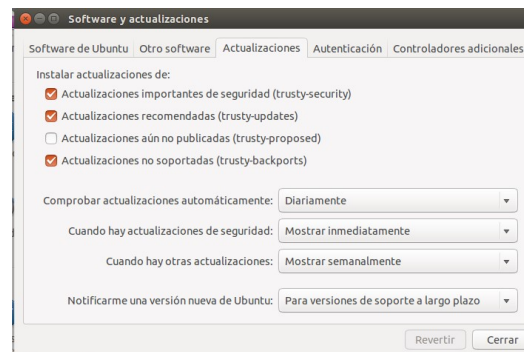 Software y actualizaciones
Software de Ubuntu Otro software Actualizaciones Autenticación Controladores adicionales
Instalar actualizaciones de:
Actualizaciones importantes de seguridad (trusty-security)
Actualizaciones recomendadas (trusty-updates)
Actualizaciones aún no publicadas (trusty-proposed)
Actualizaciones no soportadas (trusty-backports)
Comprobar actualizaciones automáticamente: Diariamente
Cuando hay actualizaciones de seguridad: Mostrar inmediatamente
Cuando hay otras actualizaciones: Mostrar semanalmente
Notificarme una versión nueva de Ubuntu: Para versiones de soporte a largo plazo
Revertir Cerrar